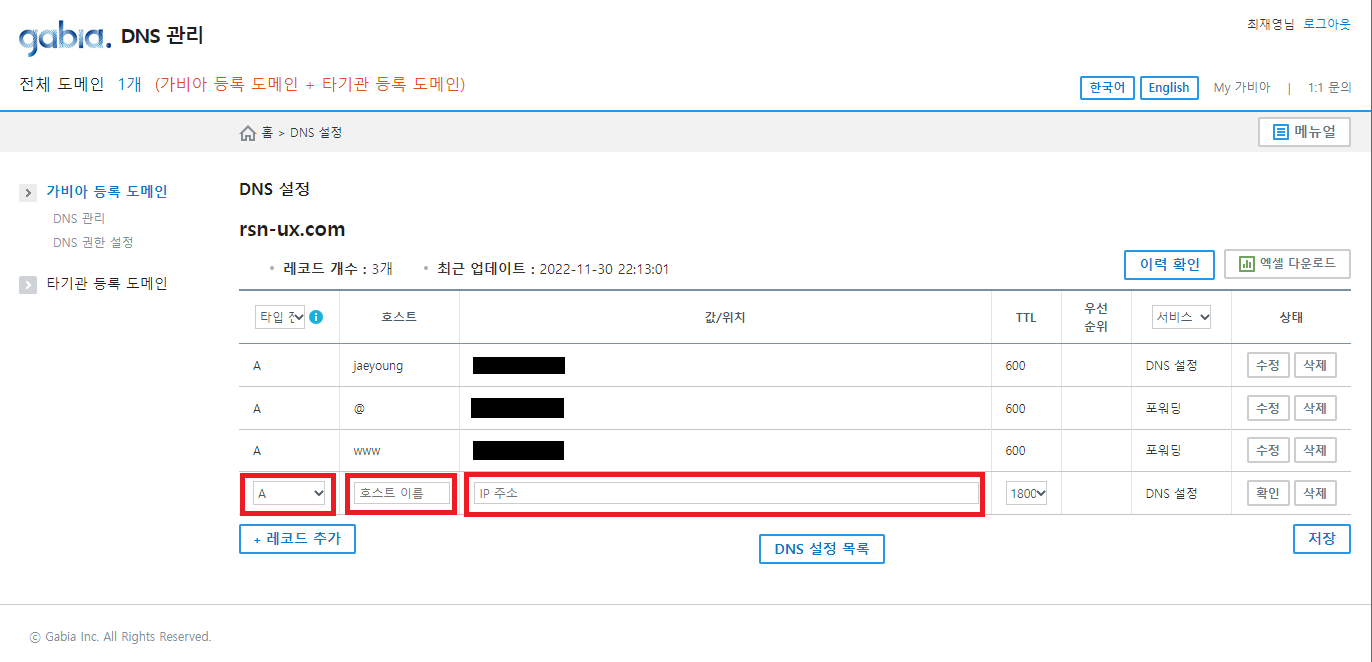 gabia. DNS 관리
최재영님 로그아웃
전체 도메인 1개 (가비아 등록 도메인 + 타기관 등록 도메인)
한국어 English My 가비아 | 1:1 문의
홈 > DNS 설정
메뉴얼
가비아 등록 도메인
DNS 관리
DNS 권한 설정
타기관 등록 도메인
DNS 설정
rsn-ux.com
• 레코드 개수 : 3개 • 최근 업데이트 : 2022-11-30 22:13:01
이력 확인 엑셀 다운로드
타입 호스트 값/위치 TTL 우선 순위 서비스 상태
A jaeyoung 600 DNS 설정 수정 삭제
A @ 600 포워딩 수정 삭제
A www 600 포워딩 수정 삭제
A 호스트 이름 IP 주소 1800 DNS 설정 확인 삭제
+ 레코드 추가
DNS 설정 목록
저장
© Gabia Inc. All Rights Reserved.